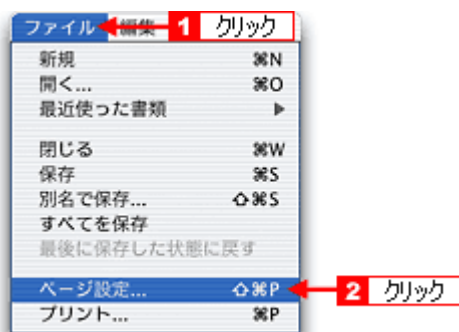 ファイル 編集 1 クリック
新規 ⌘N
開く... ⌘O
最近使った書類 ▶
閉じる ⌘W
保存 ⌘S
別名で保存... ⇧⌘S
すべてを保存
最後に保存した状態に戻す
ページ設定... ⇧⌘P 2 クリック
プリント... ⌘P